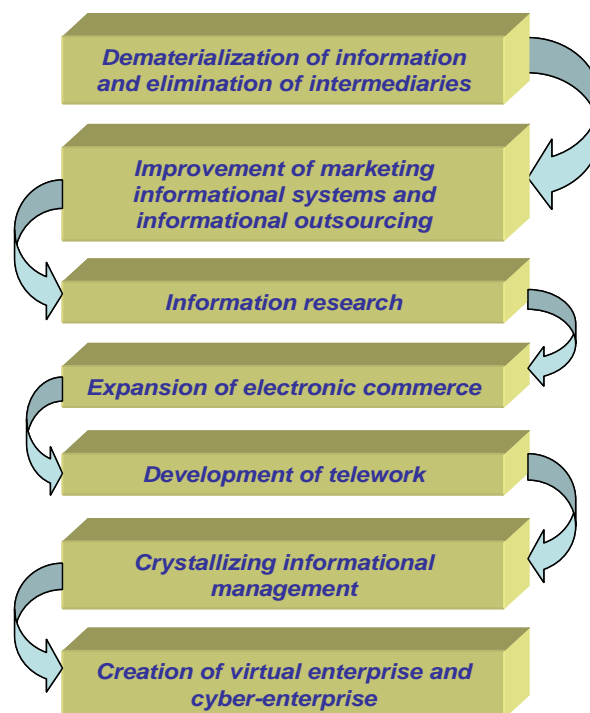 Dematerialization of information
and elimination of intermediaries
Improvement of marketing
informational systems and
informational outsourcing
Information research
Expansion of electronic commerce
Development of telework
Crystallizing informational
management
Creation of virtual enterprise and
cyber-enterprise